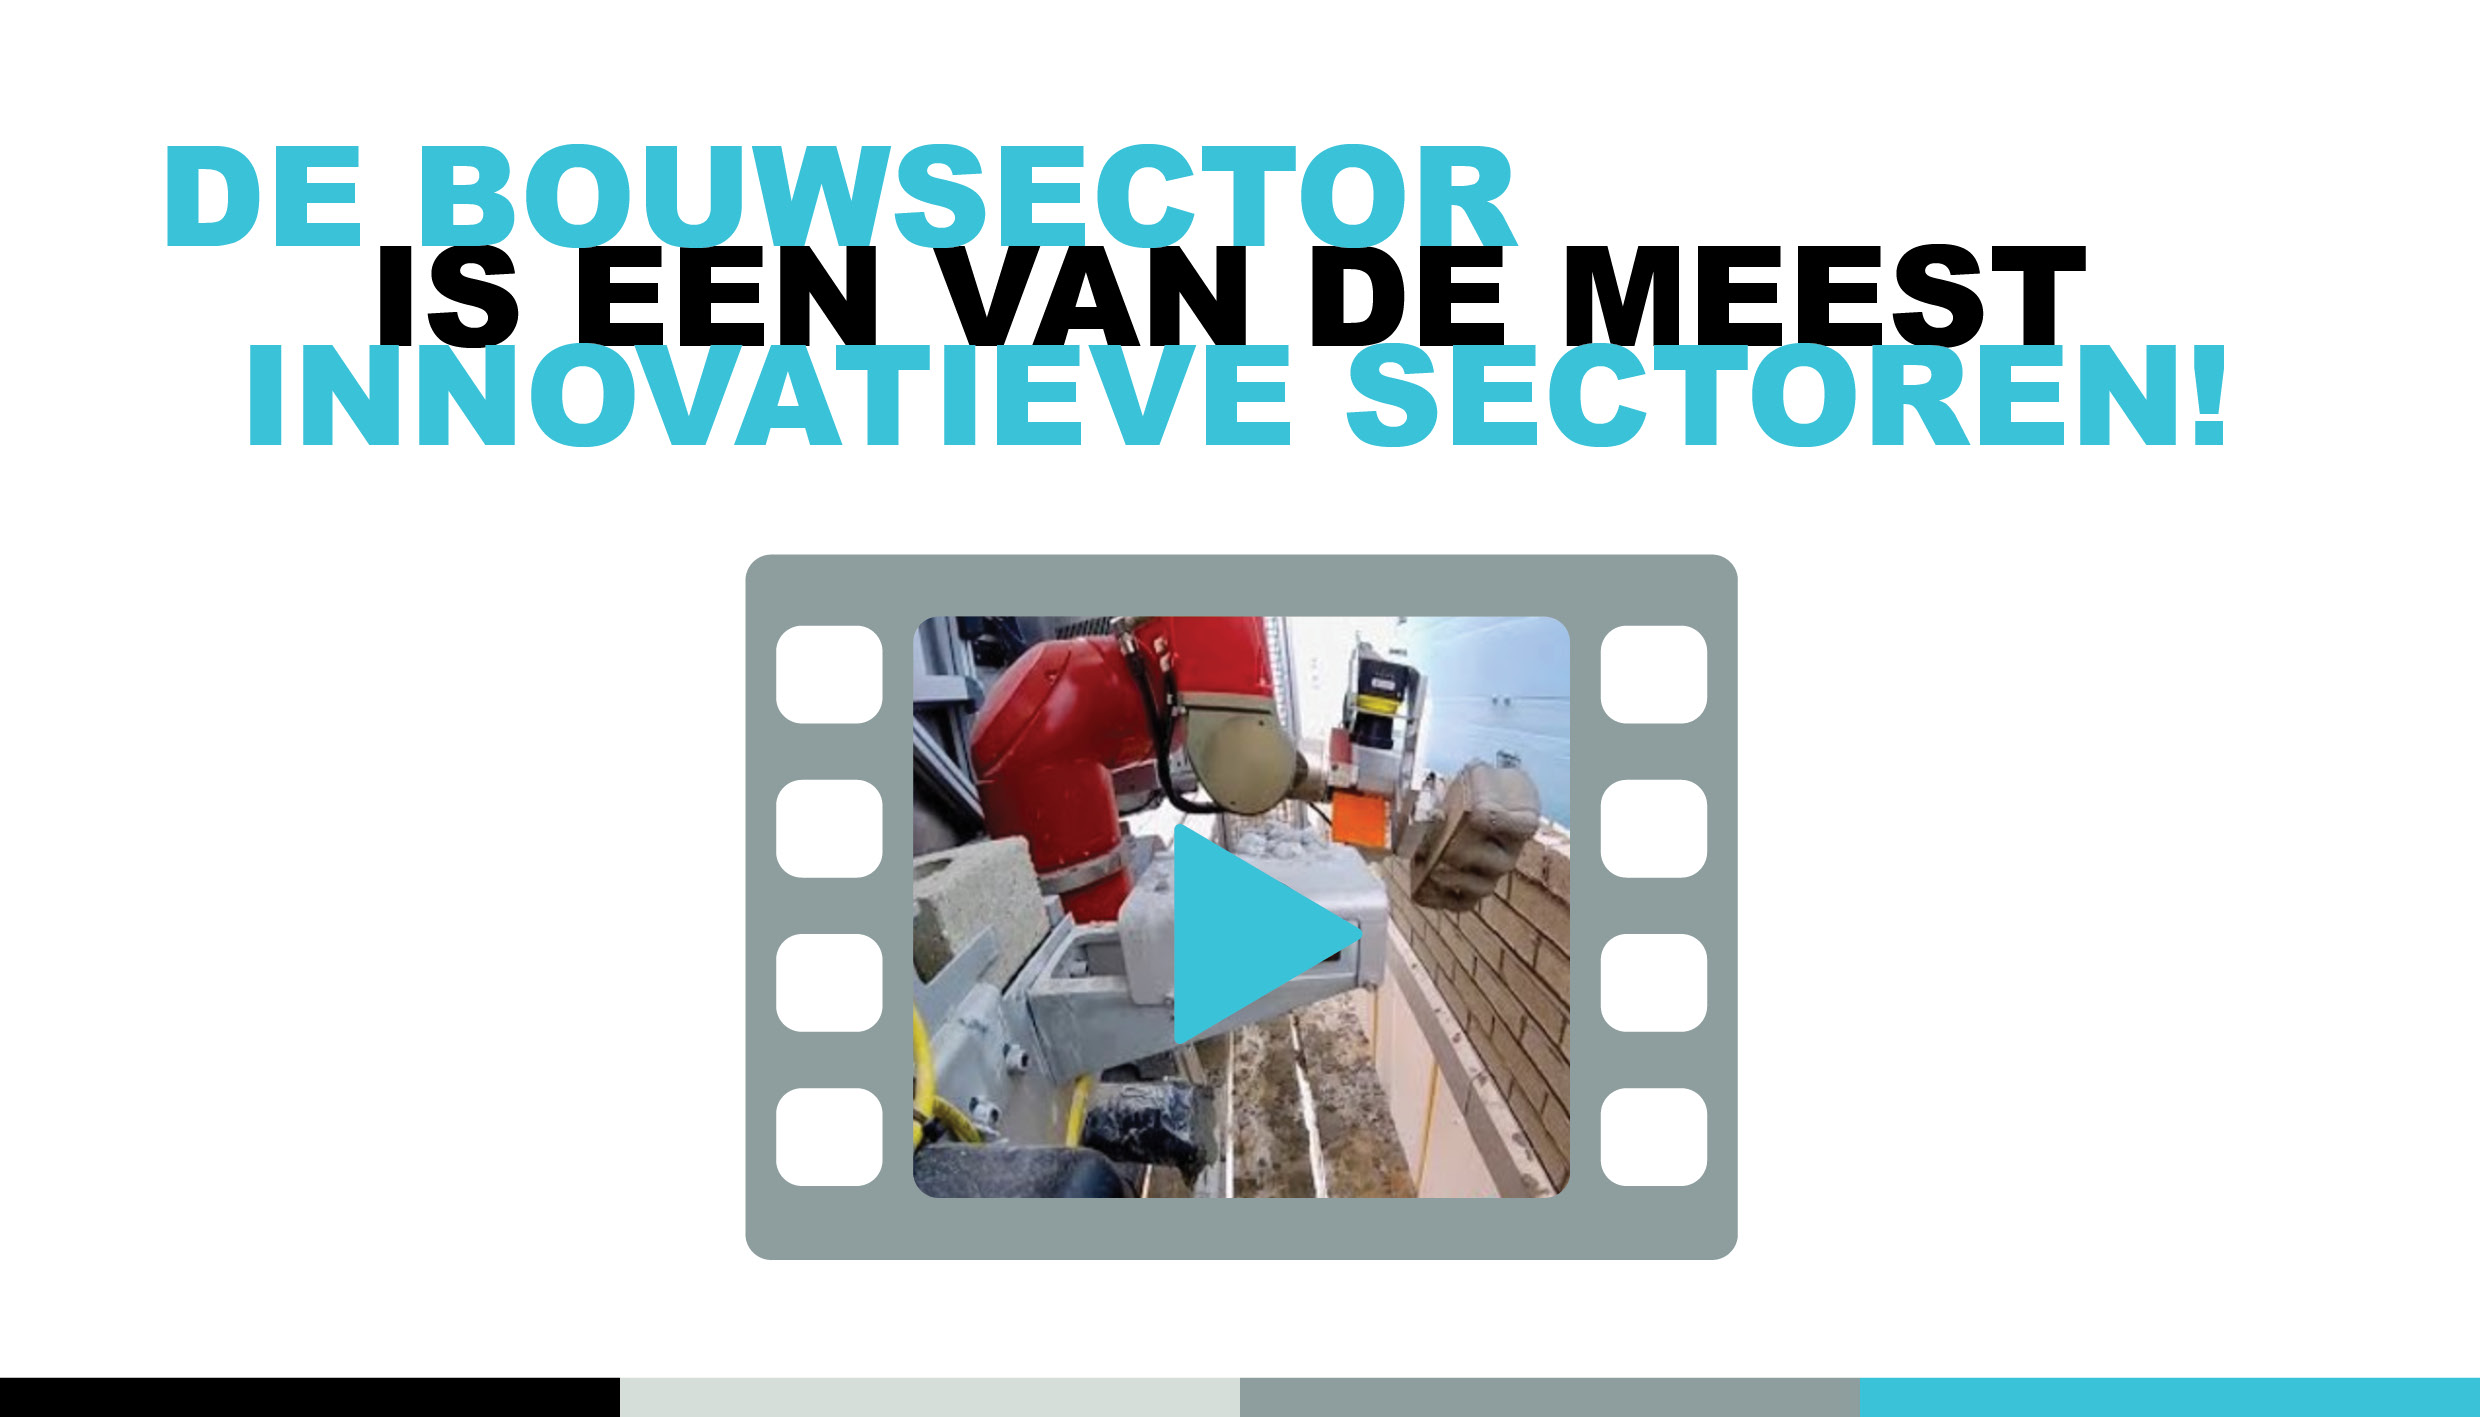 DE BOUWSECTOR
IS EEN VAN DE MEEST
INNOVATIEVE SECTOREN!